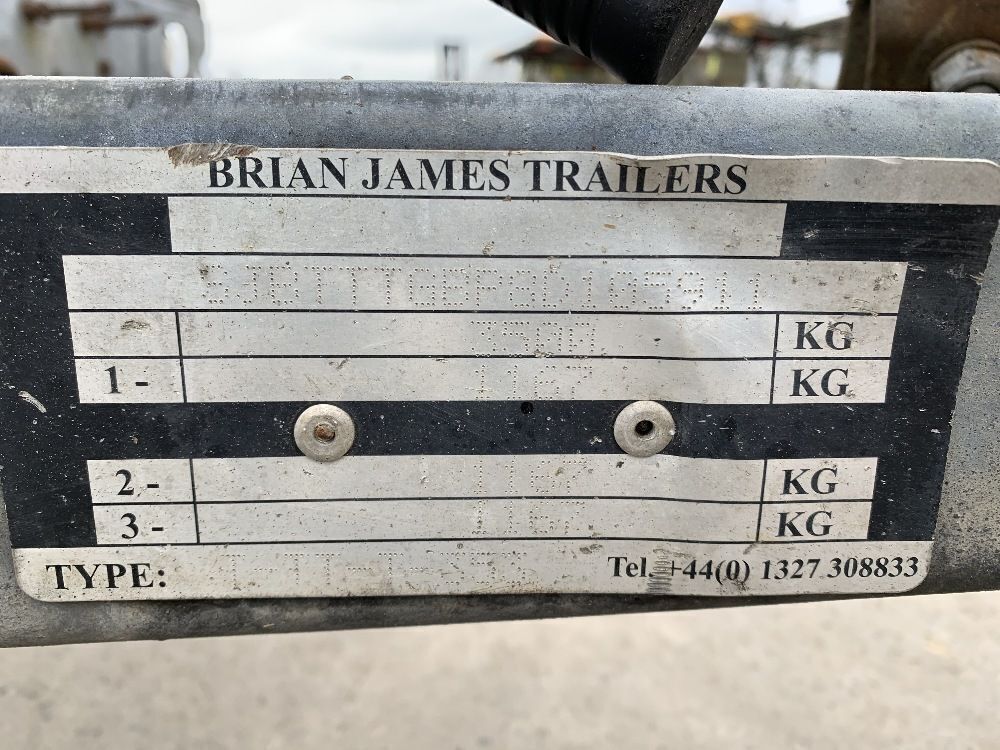 BRIAN JAMES TRAILERS
3500 KG
1 - 1167 KG
2 - 1167 KG
3 - 1167 KG
TYPE: Tel. +44(0) 1327 308833